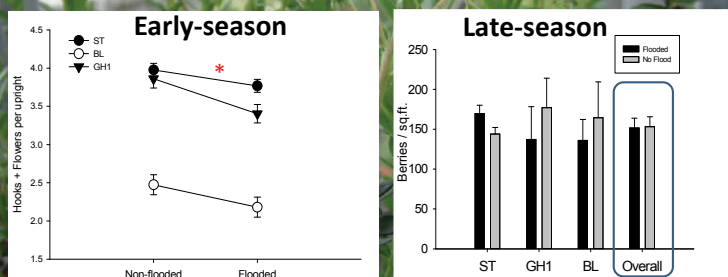 Early-season
4.5
4.0
3.5
3.0
2.5
2.0
1.5
Hooks + Flowers per upright
ST
BL
GH1
*
Non-flooded
Flooded
Late-season
250
200
150
100
50
0
Berries / sq.ft.
Flooded
No Flood
ST
GH1
BL
Overall